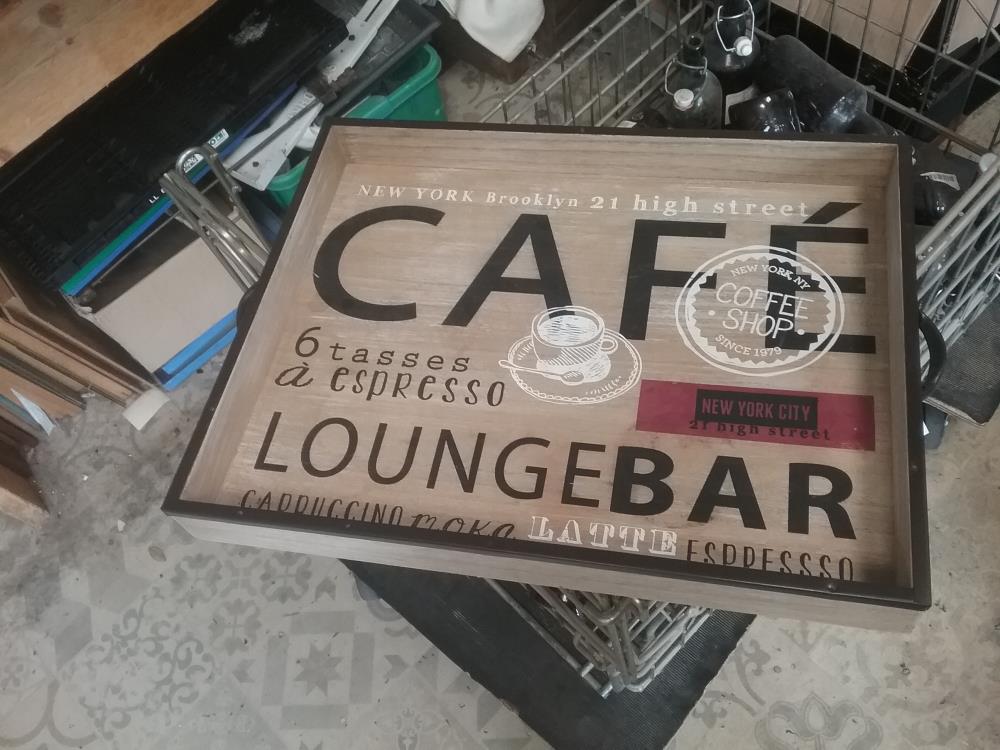 NEW YORK Brooklyn 21 high street
CAFÉ
NEW YORK, NY
COFFEE
SHOP
SINCE 1979
6 tasses
à espresso
NEW YORK CITY
21 high street
LOUNGEBAR
CAPPUCCINO moka LATTE ESPRESSSO